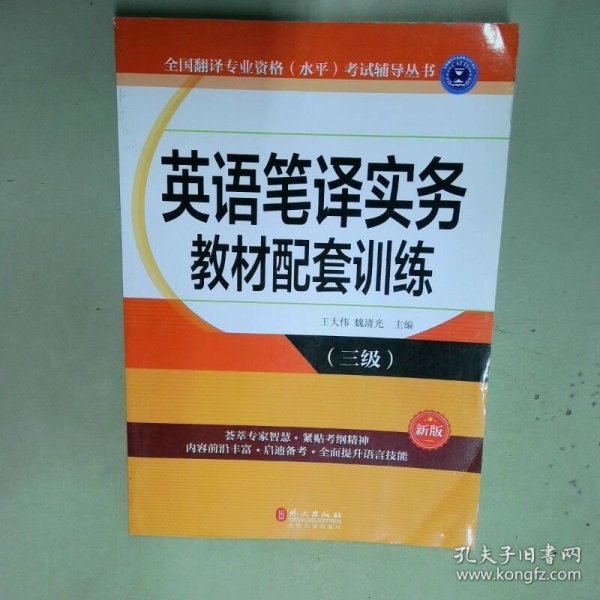 全国翻译专业资格（水平）考试辅导丛书
CATTI
英语笔译实务
教材配套训练
王大伟 魏清光 主编
（三级）
新版
荟萃专家智慧·紧贴考纲精神
内容前沿丰富·启迪备考·全面提升语言技能
外文出版社
孔夫子旧书网
www.kongfz.com